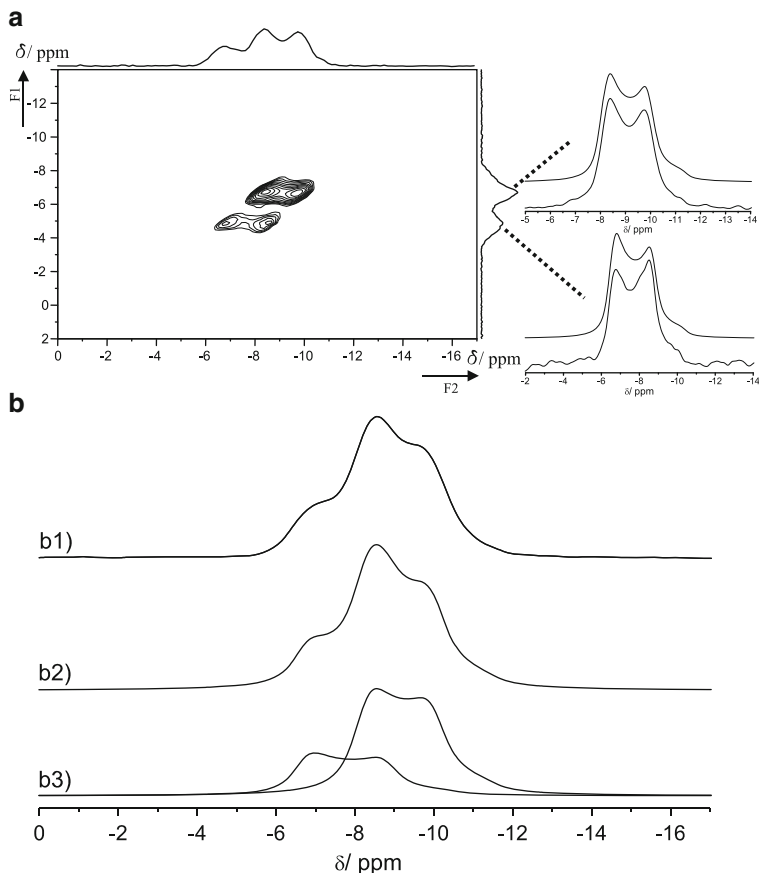 a
δ/ ppm
F1
-14
-12
-10
-8
-6
-4
-2
0
2
0 -2 -4 -6 -8 -10 -12 -14 -16
δ/ ppm
F2
-5 -6 -7 -8 -9 -10 -11 -12 -13 -14
δ/ ppm
-2 -4 -6 -8 -10 -12 -14
δ/ ppm
b
b1)
b2)
b3)
0 -2 -4 -6 -8 -10 -12 -14 -16
δ/ ppm